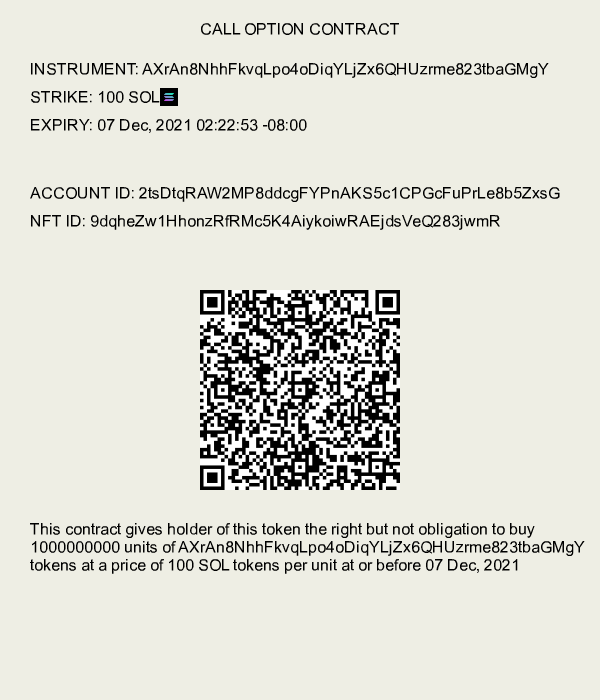 CALL OPTION CONTRACT
INSTRUMENT: AXrAn8NhhFkvqLpo4oDiqYLjZx6QHUzrme823tbaGMgY
STRIKE: 100 SOL
EXPIRY: 07 Dec, 2021 02:22:53 -08:00
ACCOUNT ID: 2tsDtqRAW2MP8ddcgFYPnAKS5c1CPGcFuPrLe8b5ZxsG
NFT ID: 9dqheZw1HhonzRfRMc5K4AiykoiwRAEjdsVeQ283jwmR
This contract gives holder of this token the right but not obligation to buy
1000000000 units of AXrAn8NhhFkvqLpo4oDiqYLjZx6QHUzrme823tbaGMgY
tokens at a price of 100 SOL tokens per unit at or before 07 Dec, 2021